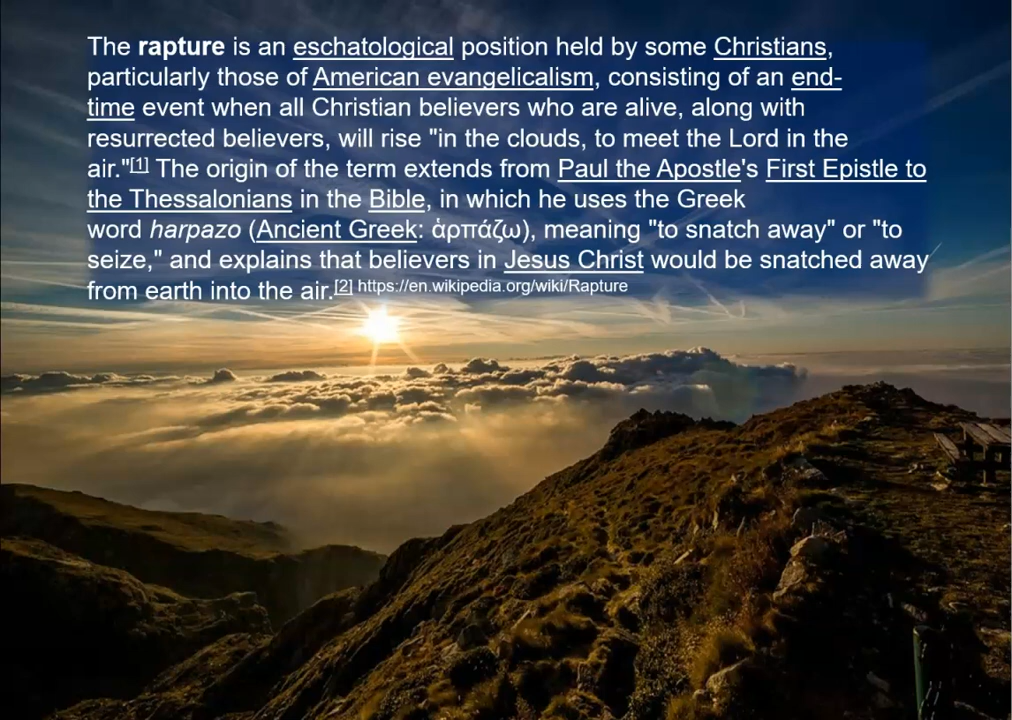 The rapture is an eschatological position held by some Christians,
particularly those of American evangelicalism, consisting of an end-
time event when all Christian believers who are alive, along with
resurrected believers, will rise "in the clouds, to meet the Lord in the
air."[1] The origin of the term extends from Paul the Apostle's First Epistle to
the Thessalonians in the Bible, in which he uses the Greek
word harpazo (Ancient Greek: ἁρπάζω), meaning "to snatch away" or "to
seize," and explains that believers in Jesus Christ would be snatched away
from earth into the air.[2] https://en.wikipedia.org/wiki/Rapture